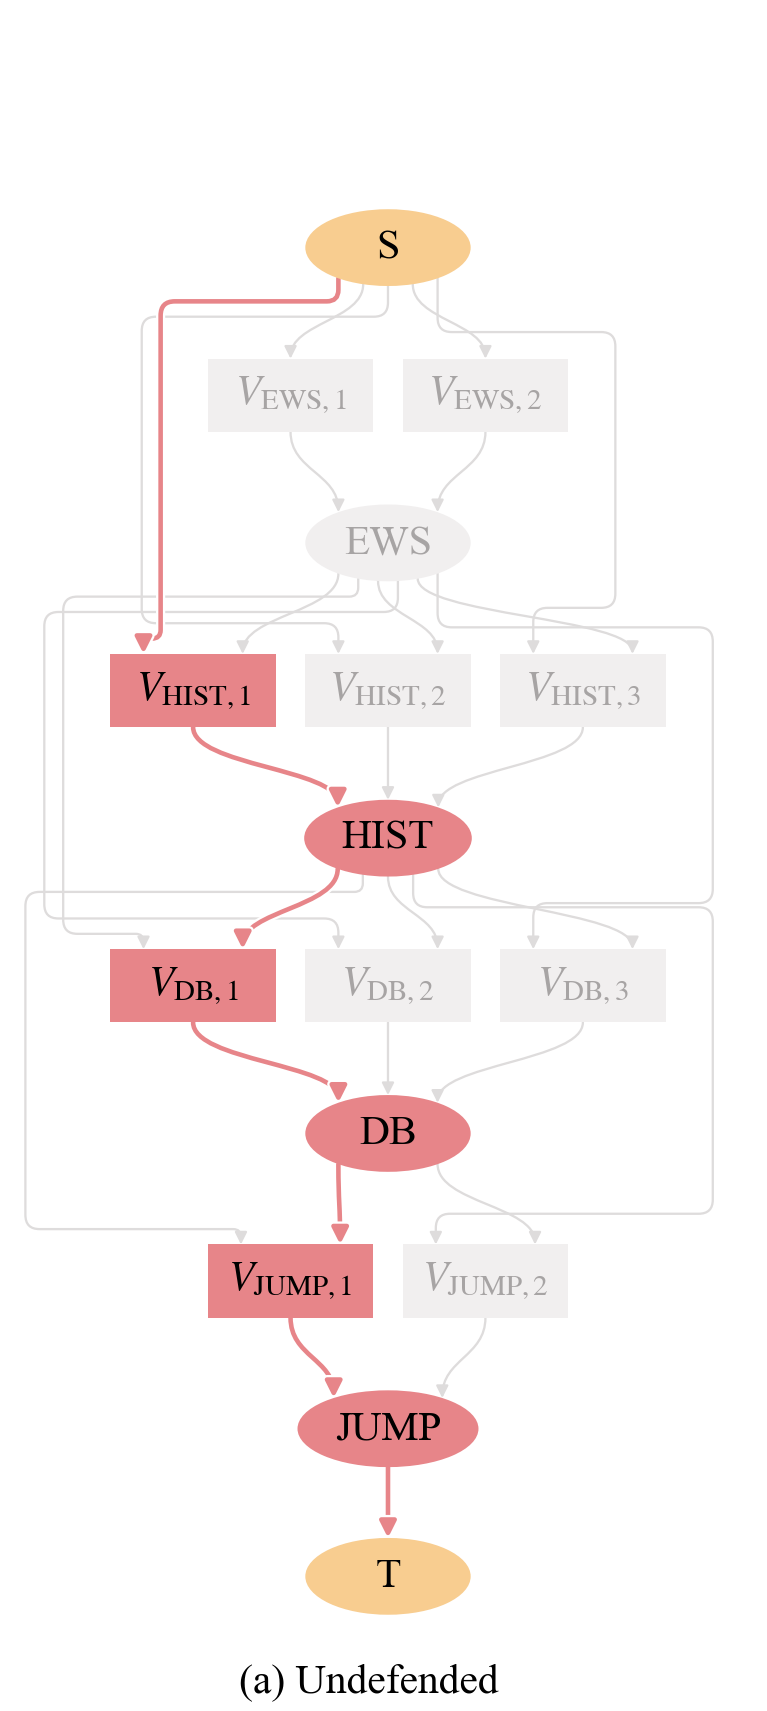 S
V_EWS, 1 V_EWS, 2
EWS
V_HIST, 1 V_HIST, 2 V_HIST, 3
HIST
V_DB, 1 V_DB, 2 V_DB, 3
DB
V_JUMP, 1 V_JUMP, 2
JUMP
T
(a) Undefended